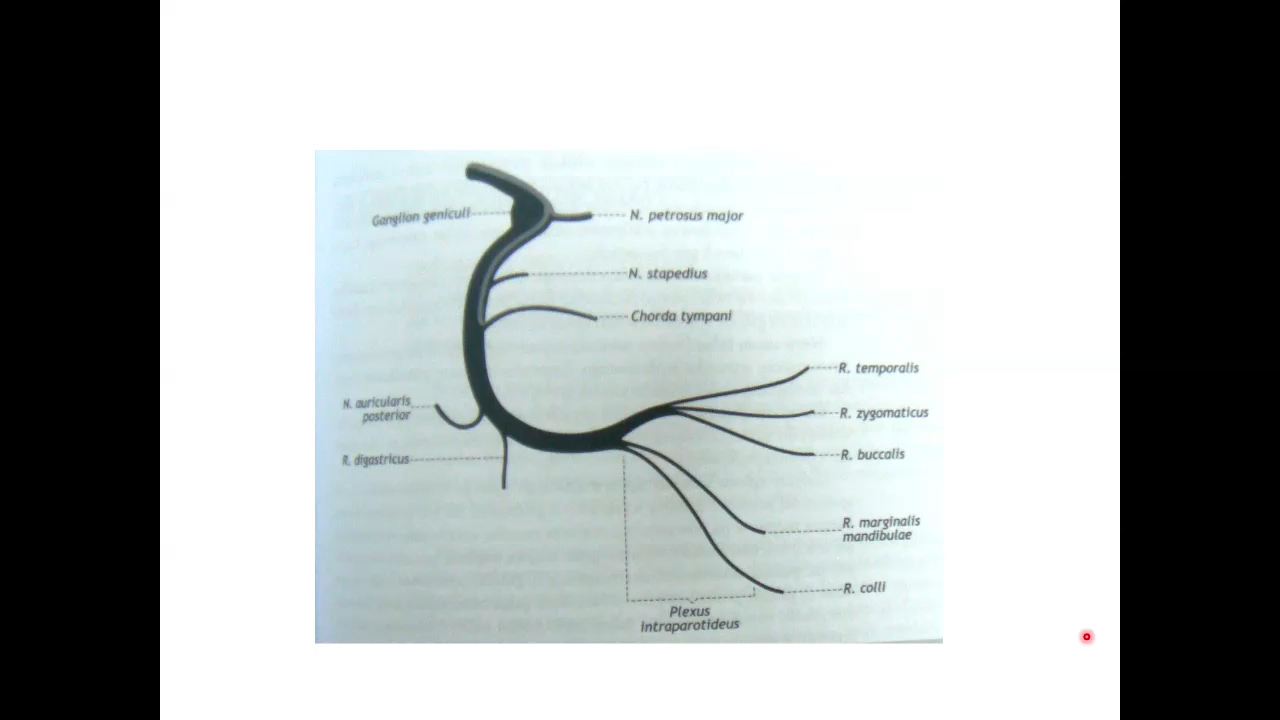 Ganglion geniculi
N. petrosus major
N. stapedius
Chorda tympani
R. temporalis
N. auricularis
posterior
R. zygomaticus
R. buccalis
R. digastricus
R. marginalis
mandibulae
R. colli
Plexus
intraparotideus